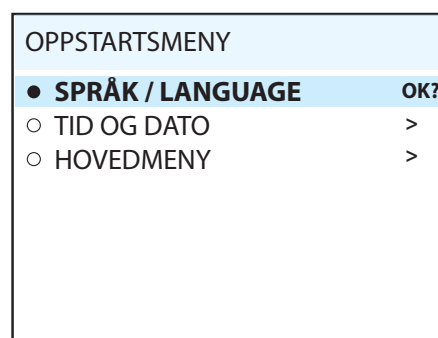 OPPSTARTSMENY
● SPRÅK / LANGUAGE OK?
○ TID OG DATO >
○ HOVEDMENY >